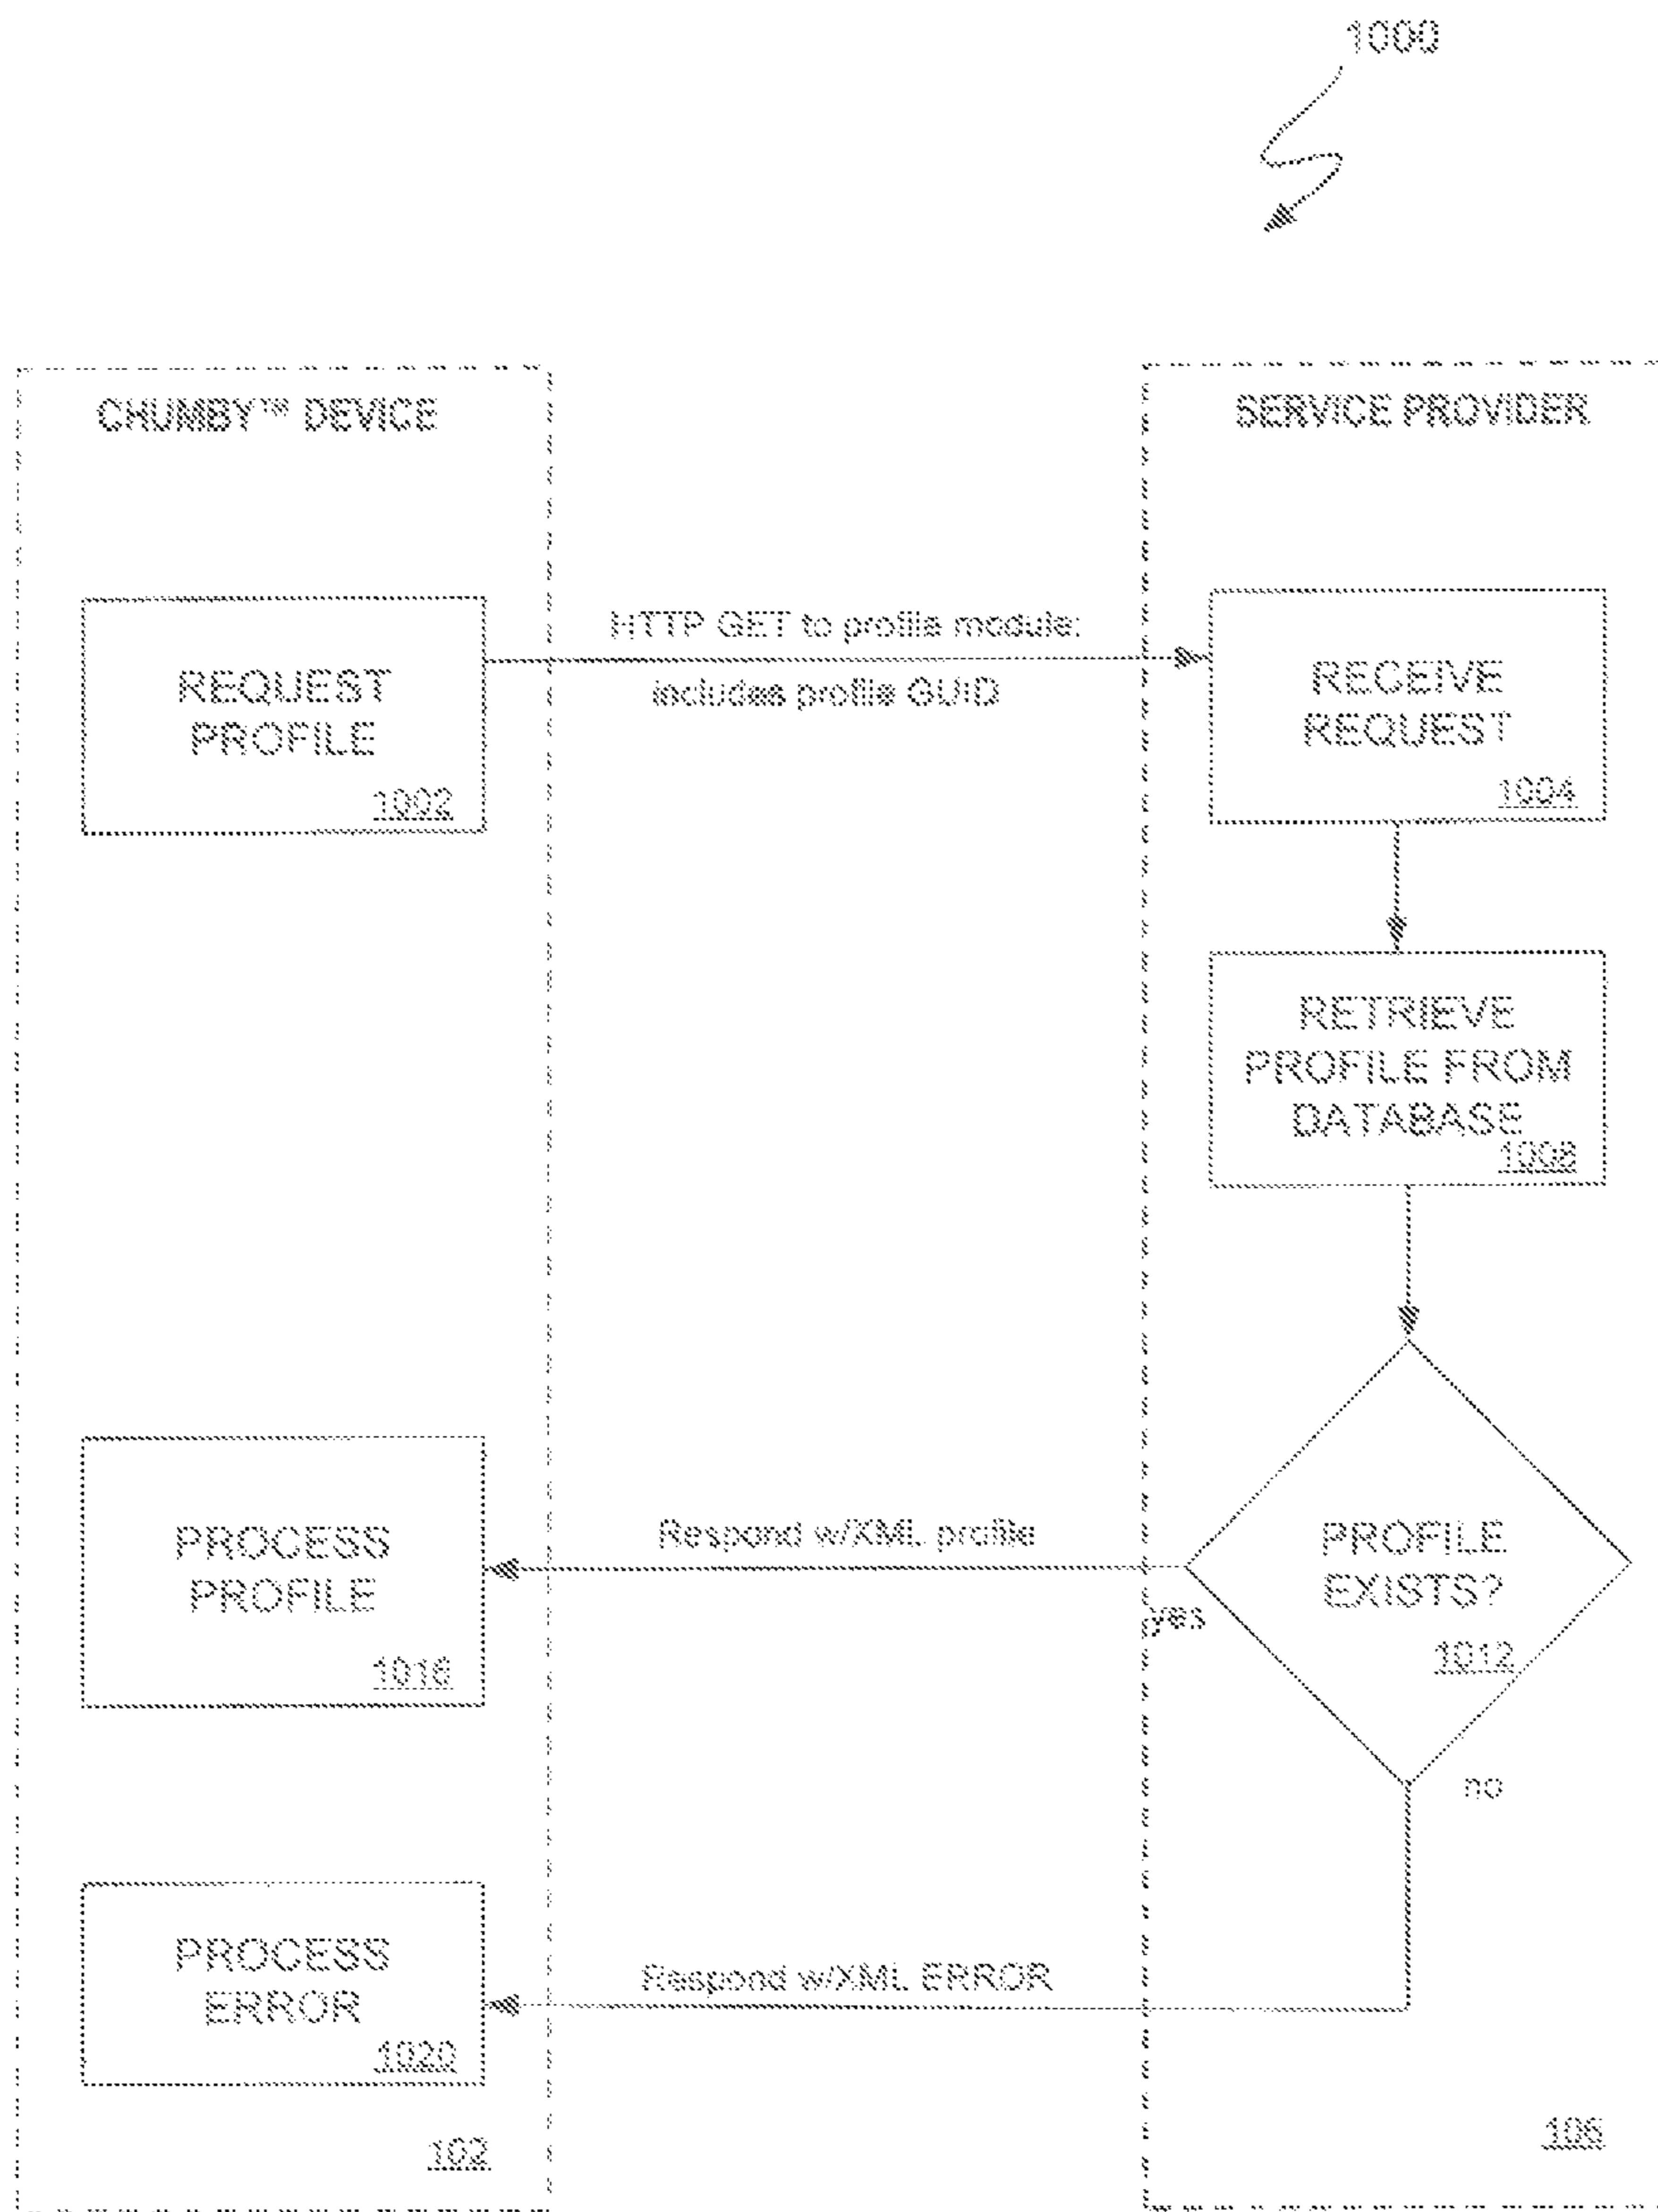 1000
CHUMBY™ DEVICE
SERVICE PROVIDER
REQUEST
PROFILE
1002
HTTP GET to profile module:
includes profile GUID
RECEIVE
REQUEST
1004
RETRIEVE
PROFILE FROM
DATABASE
1008
PROFILE
EXISTS?
1012
yes
no
Respond w/XML profile
PROCESS
PROFILE
1016
Respond w/XML ERROR
PROCESS
ERROR
1020
102
106